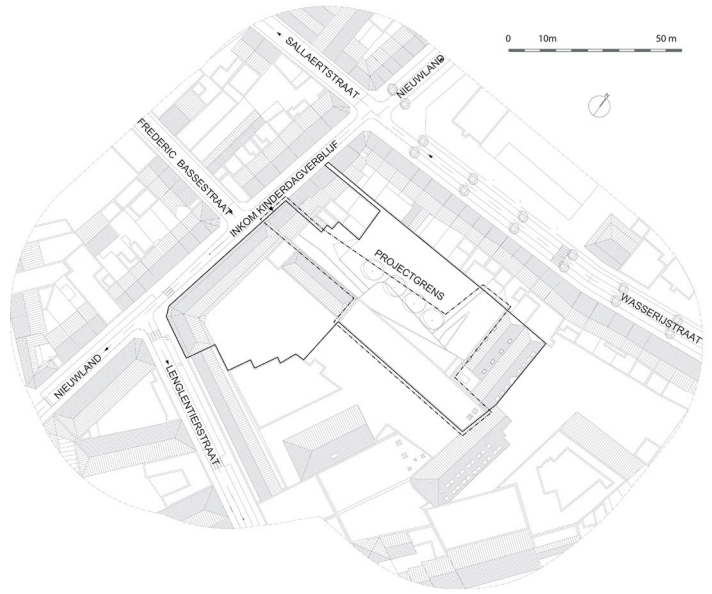 0 10m 50 m
SALLAERTSTRAAT
NIEUWLAND
FREDERIC BASSESTRAAT
INKOM KINDERDAGVERBLIJF
PROJECTGRENS
WASSERIJSTRAAT
NIEUWLAND
LENGLENTIERSTRAAT